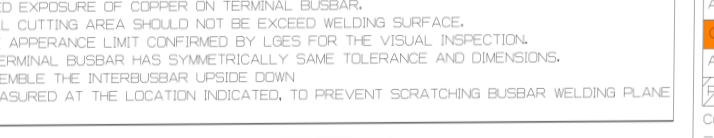 EXPOSURE OF COPPER ON TERMINAL BUSBAR.
CUTTING AREA SHOULD NOT BE EXCEED WELDING SURFACE.
APPERANCE LIMIT CONFIRMED BY LGES FOR THE VISUAL INSPECTION.
TERMINAL BUSBAR HAS SYMMETRICALLY SAME TOLERANCE AND DIMENSIONS.
EMBLE THE INTERBUSBAR UPSIDE DOWN
ASURED AT THE LOCATION INDICATED, TO PREVENT SCRATCHING BUSBAR WELDING PLANE